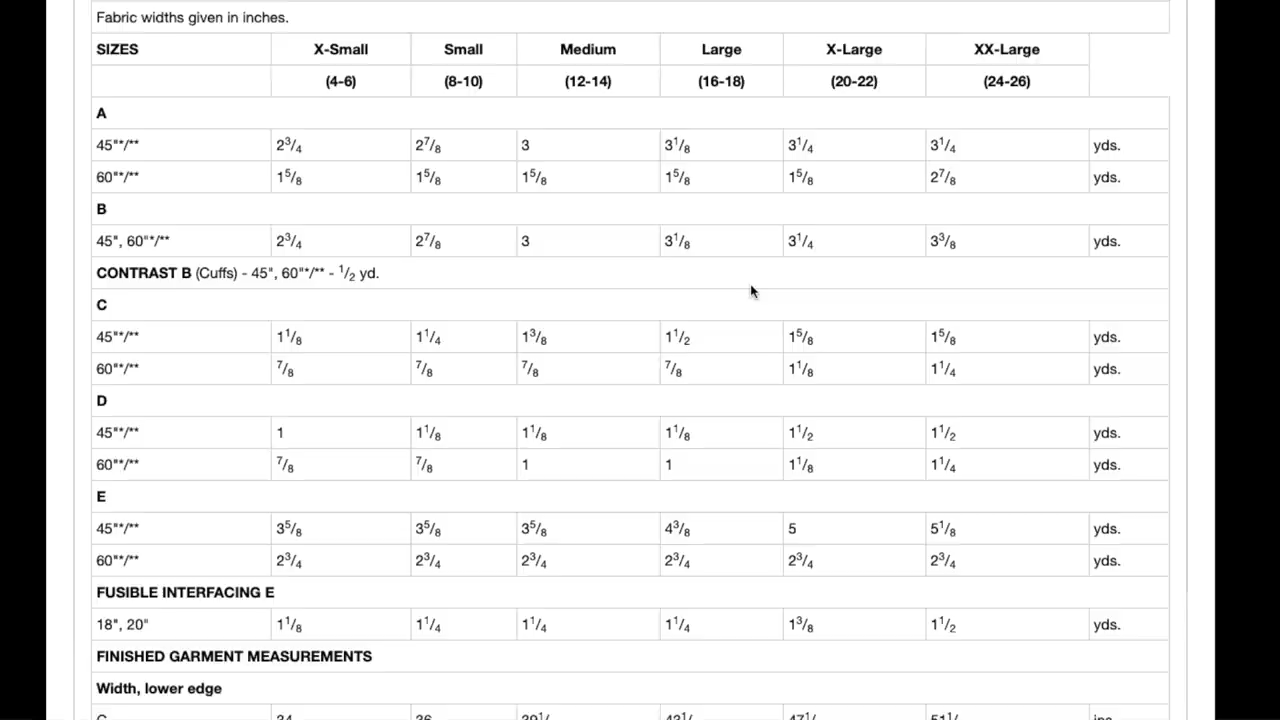 Fabric widths given in inches.
SIZES X-Small Small Medium Large X-Large XX-Large
(4-6) (8-10) (12-14) (16-18) (20-22) (24-26)
A
45"*/** 2 3/4 2 7/8 3 3 1/8 3 1/4 3 1/4 yds.
60"*/** 1 5/8 1 5/8 1 5/8 1 5/8 1 5/8 2 7/8 yds.
B
45", 60"*/** 2 3/4 2 7/8 3 3 1/8 3 1/4 3 3/8 yds.
CONTRAST B (Cuffs) - 45", 60"*/** - 1/2 yd.
C
45"*/** 1 1/8 1 1/4 1 3/8 1 1/2 1 5/8 1 5/8 yds.
60"*/** 7/8 7/8 7/8 7/8 1 1/8 1 1/4 yds.
D
45"*/** 1 1 1/8 1 1/8 1 1/8 1 1/2 1 1/2 yds.
60"*/** 7/8 7/8 1 1 1 1/8 1 1/4 yds.
E
45"*/** 3 5/8 3 5/8 3 5/8 4 3/8 5 5 1/8 yds.
60"*/** 2 3/4 2 3/4 2 3/4 2 3/4 2 3/4 2 3/4 yds.
FUSIBLE INTERFACING E
18", 20" 1 1/8 1 1/4 1 1/4 1 1/4 1 3/8 1 1/2 yds.
FINISHED GARMENT MEASUREMENTS
Width, lower edge